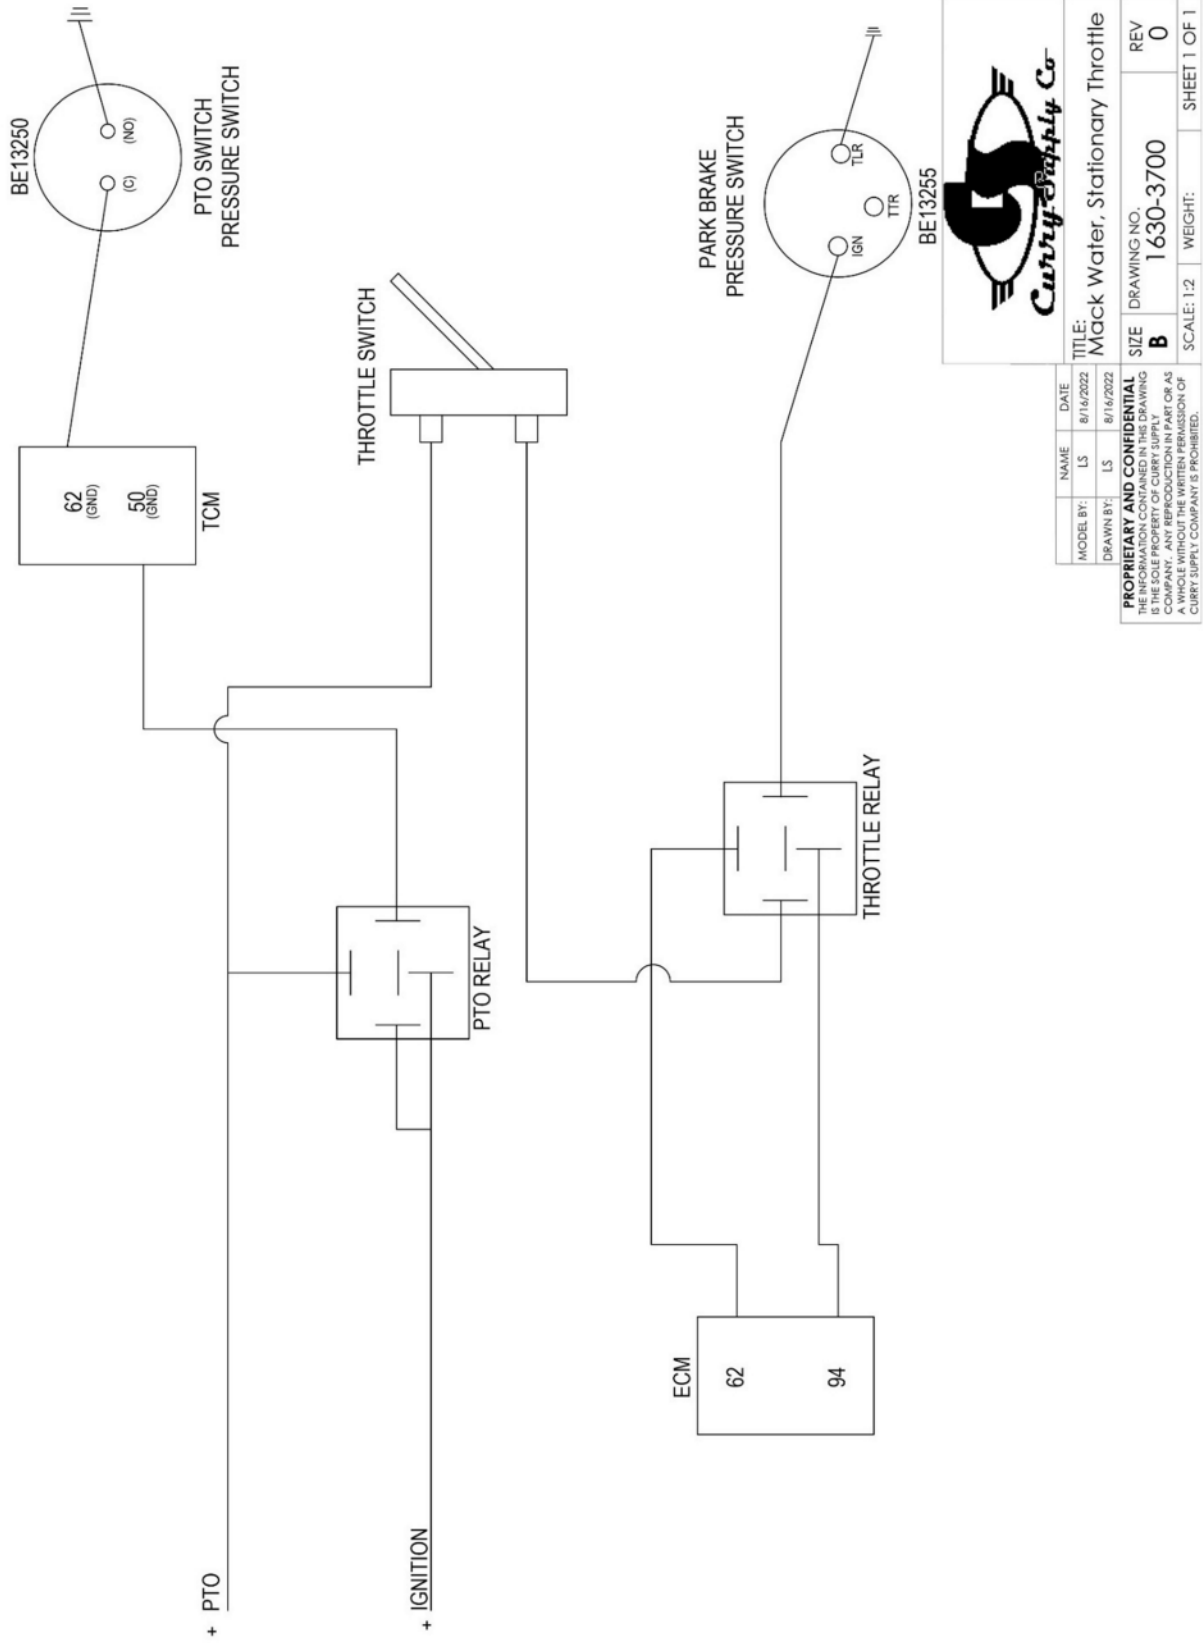 + PTO
+ IGNITION
ECM
62
94
PTO RELAY
THROTTLE RELAY
62
(GND)
50
(GND)
TCM
THROTTLE SWITCH
BE13250
(C)
(NO)
PTO SWITCH
PRESSURE SWITCH
PARK BRAKE
PRESSURE SWITCH
IGN
TTR
TLR
BE13255
CS
Curry Supply Co
NAME
DATE
MODEL BY:
LS
8/16/2022
DRAWN BY:
LS
8/16/2022
TITLE:
Mack Water, Stationary Throttle
PROPRIETARY AND CONFIDENTIAL
THE INFORMATION CONTAINED IN THIS DRAWING
IS THE SOLE PROPERTY OF CURRY SUPPLY
COMPANY. ANY REPRODUCTION IN PART OR AS
A WHOLE WITHOUT THE WRITTEN PERMISSION OF
CURRY SUPPLY COMPANY IS PROHIBITED.
SIZE
B
DRAWING NO.
1630-3700
REV
0
SCALE: 1:2
WEIGHT:
SHEET 1 OF 1